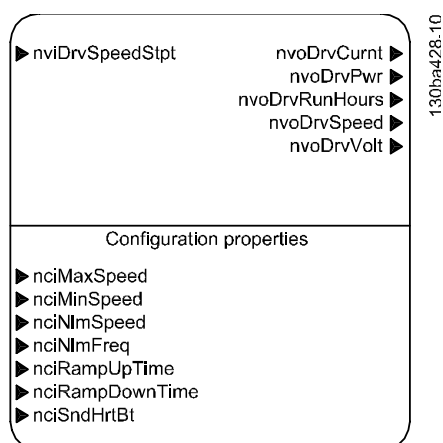 nviDrvSpeedStpt
nvoDrvCurnt
nvoDrvPwr
nvoDrvRunHours
nvoDrvSpeed
nvoDrvVolt
Configuration properties
nciMaxSpeed
nciMinSpeed
nciNlmSpeed
nciNlmFreq
nciRampUpTime
nciRampDownTime
nciSndHrtBt
130ba428-10